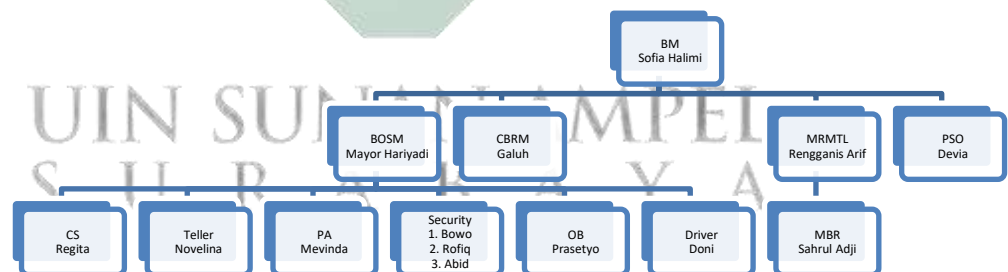 BM
Sofia Halimi
UIN SUNAN AMPEL
S U R A B A Y A
BOSM
Mayor Hariyadi
CBRM
Galuh
MRMTL
Rengganis Arif
PSO
Devia
CS
Regita
Teller
Novelina
PA
Mevinda
Security
1. Bowo
2. Rofiq
3. Abid
OB
Prasetyo
Driver
Doni
MBR
Sahrul Adji